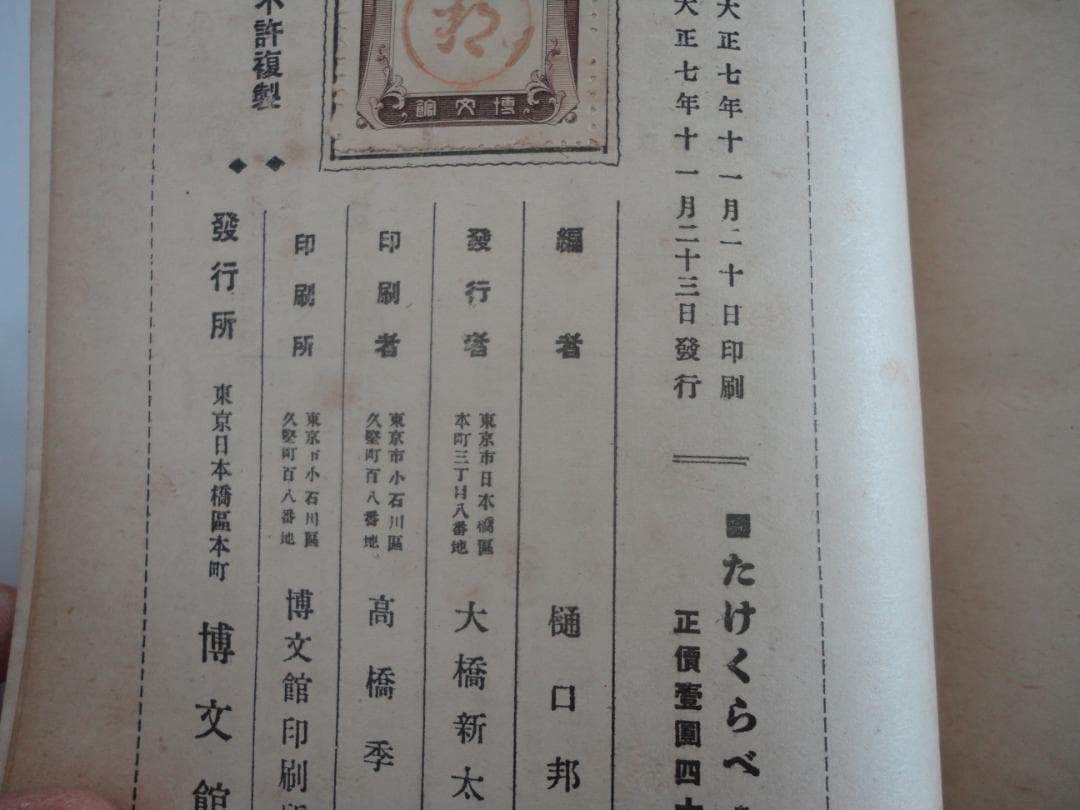 大正七年十一月二十日印刷
大正七年十一月二十三日發行
たけくらべ
正價壹圓四十
編者
樋口邦
發行者
東京市日本橋區
本町三丁目八番地
大橋新太
印刷者
東京市小石川區
久堅町百八番地
高橋季
印刷所
東京市小石川區
久堅町百八番地
博文館印刷
不許複製
博文館
發行所
東京日本橋區本町
博文館